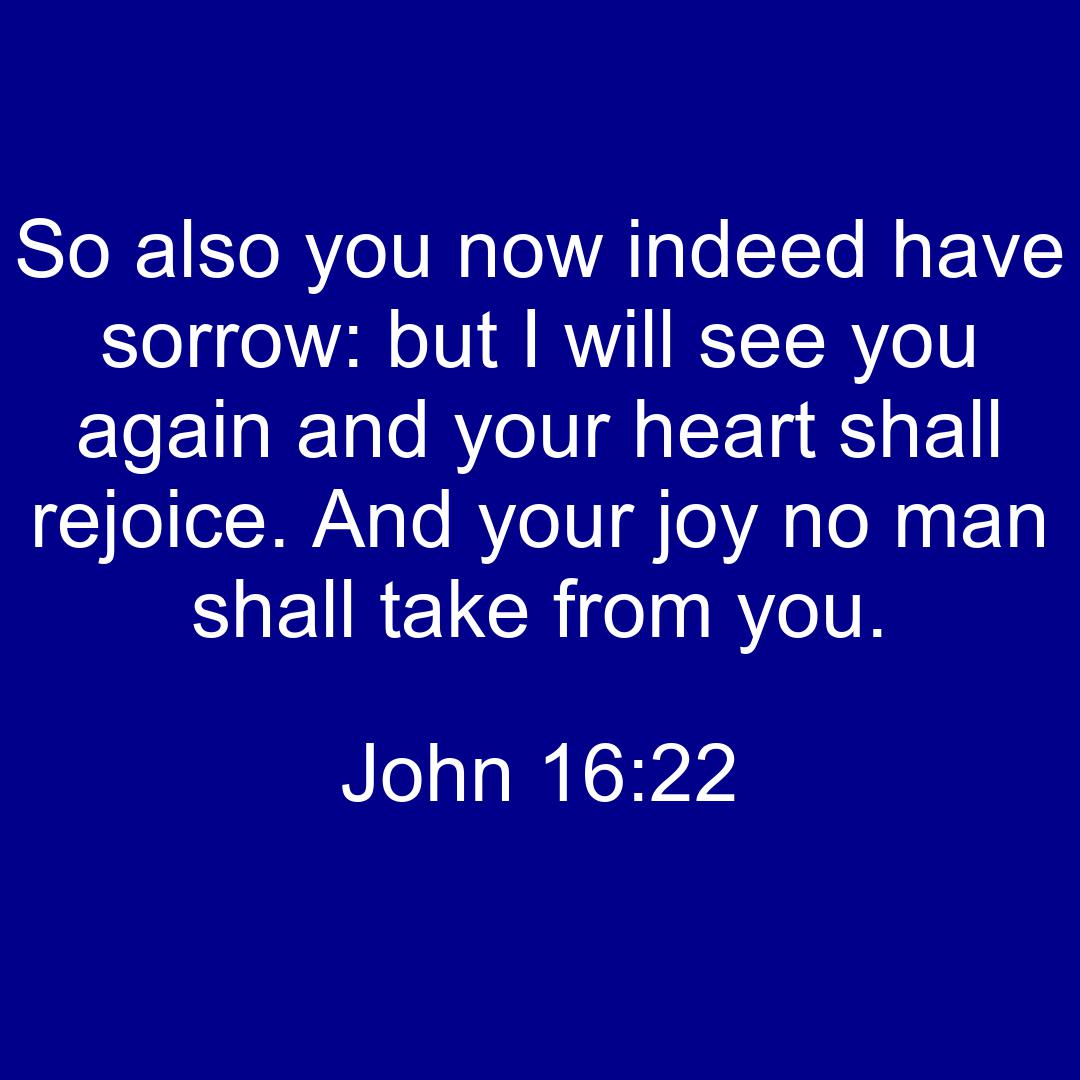 So also you now indeed have
sorrow: but I will see you
again and your heart shall
rejoice. And your joy no man
shall take from you.
John 16:22